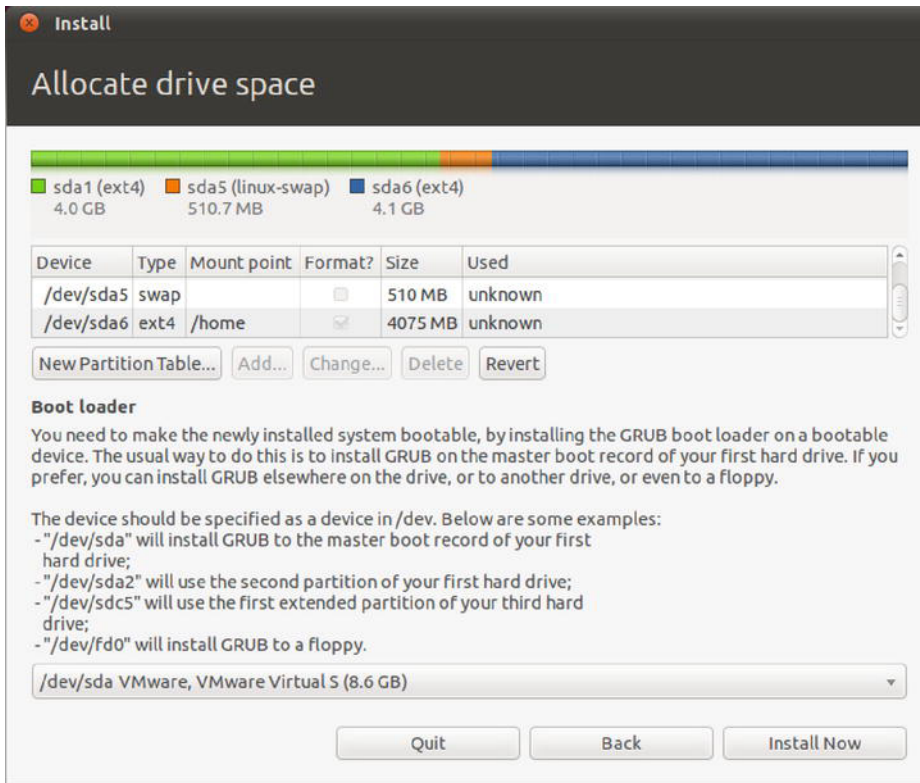 Install
Allocate drive space
sda1 (ext4) sda5 (linux-swap) sda6 (ext4)
4.0 GB 510.7 MB 4.1 GB
Device Type Mount point Format? Size Used
/dev/sda5 swap 510 MB unknown
/dev/sda6 ext4 /home 4075 MB unknown
New Partition Table... Add... Change... Delete Revert
Boot loader
You need to make the newly installed system bootable, by installing the GRUB boot loader on a bootable
device. The usual way to do this is to install GRUB on the master boot record of your first hard drive. If you
prefer, you can install GRUB elsewhere on the drive, or to another drive, or even to a floppy.
The device should be specified as a device in /dev. Below are some examples:
- "/dev/sda" will install GRUB to the master boot record of your first
hard drive;
- "/dev/sda2" will use the second partition of your first hard drive;
- "/dev/sdc5" will use the first extended partition of your third hard
drive;
- "/dev/fd0" will install GRUB to a floppy.
/dev/sda VMware, VMware Virtual S (8.6 GB)
Quit Back Install Now